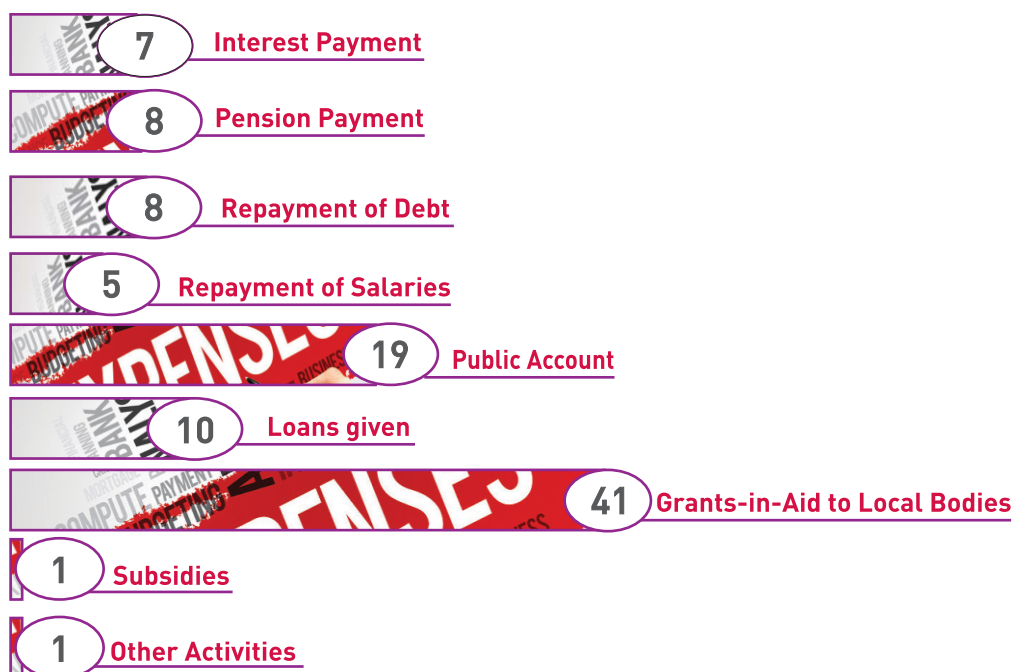 7 Interest Payment
8 Pension Payment
8 Repayment of Debt
5 Repayment of Salaries
19 Public Account
10 Loans given
41 Grants-in-Aid to Local Bodies
1 Subsidies
1 Other Activities